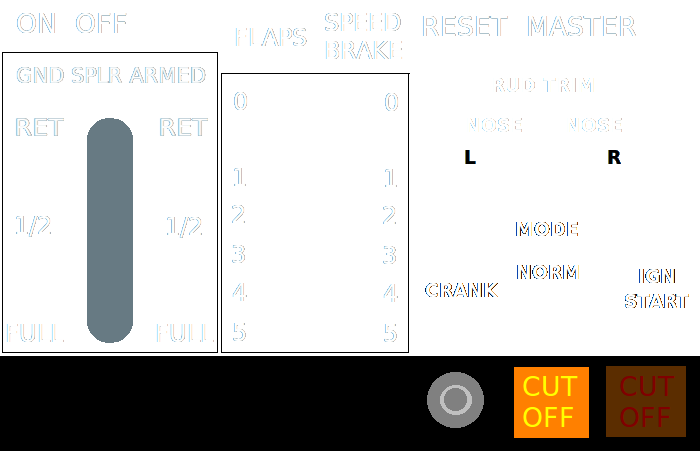 ON OFF
FLAPS
SPEED
BRAKE
RESET MASTER
GND SPLR ARMED
RET RET
1/2 1/2
FULL FULL
0 0
1 1
2 2
3 3
4 4
5 5
RUD TRIM
NOSE NOSE
L R
MODE
NORM
CRANK
IGN
START
CUT
OFF
CUT
OFF